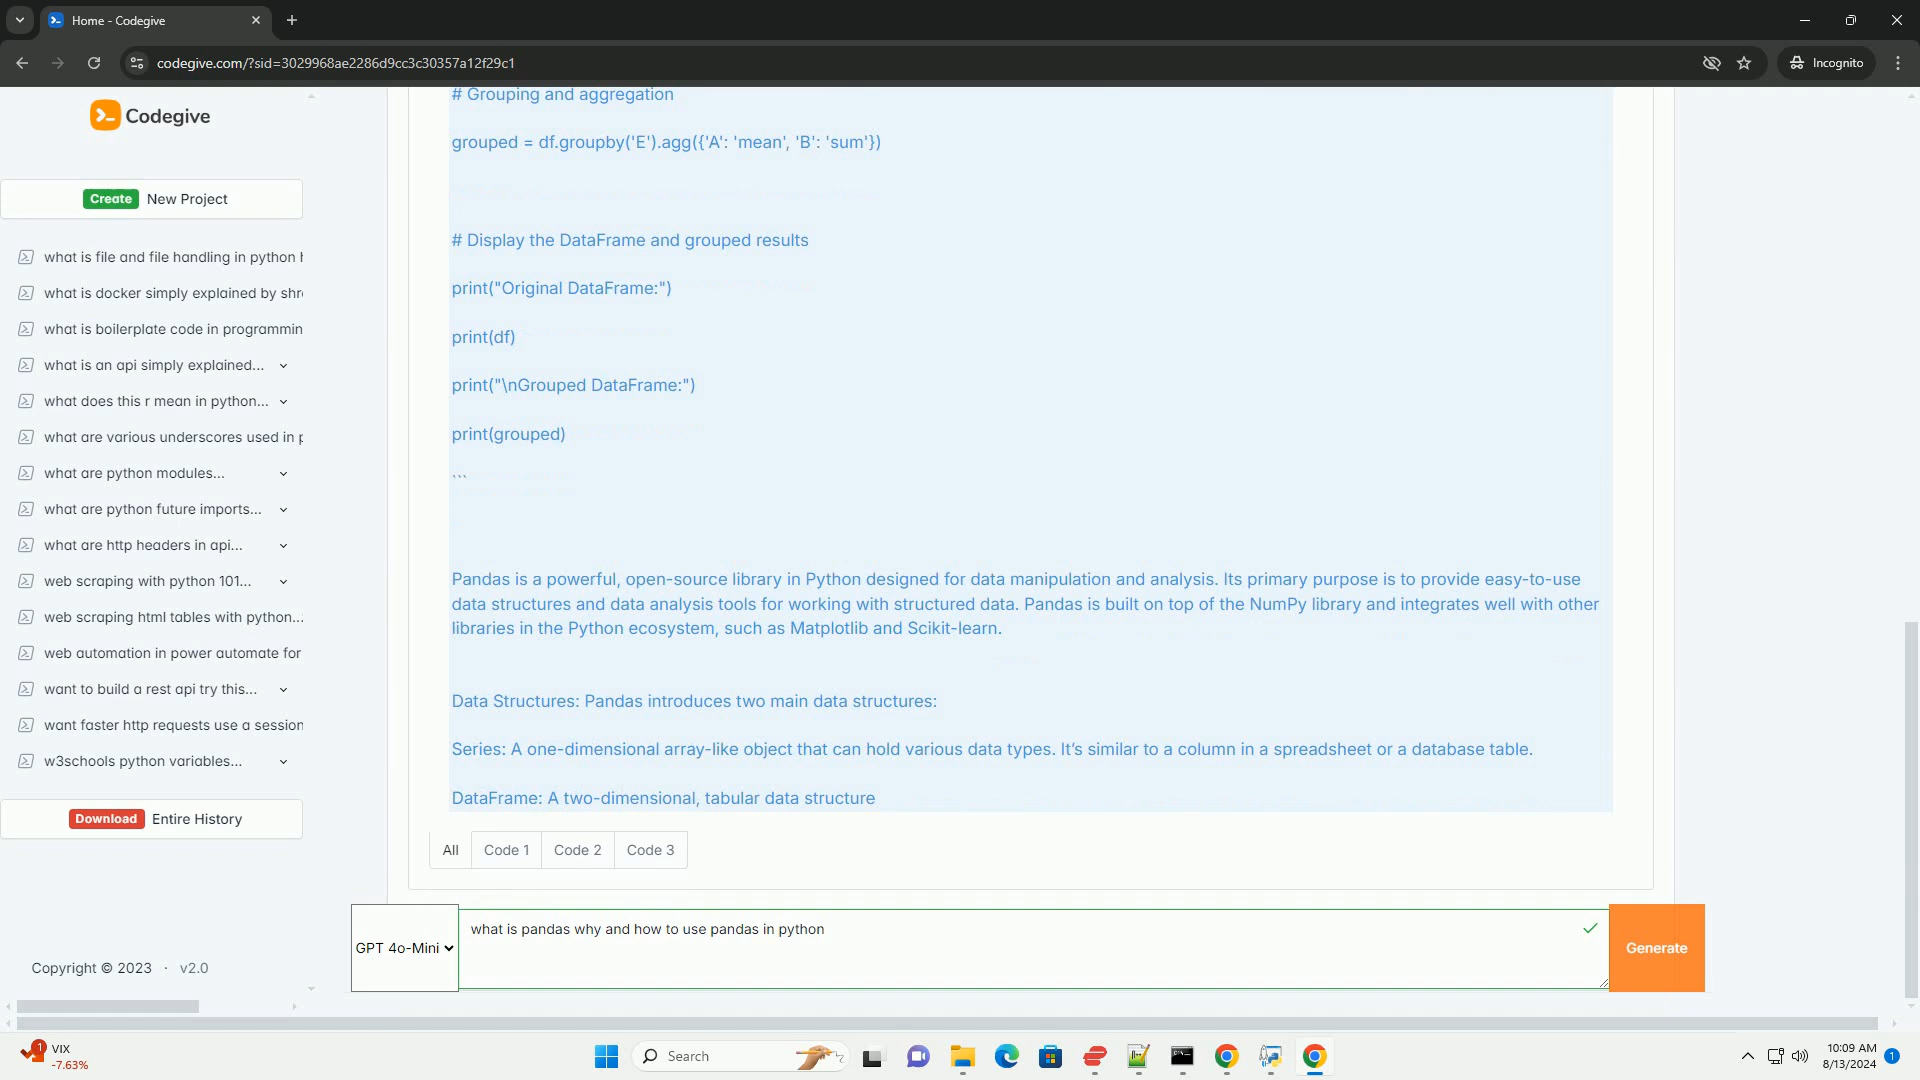 Home - Codegive
codegive.com/?sid=3029968ae2286d9cc3c30357a12f29c1
Incognito
Codegive
Create New Project
what is file and file handling in python h
what is docker simply explained by shr
what is boilerplate code in programmin
what is an api simply explained...
what does this r mean in python...
what are various underscores used in p
what are python modules...
what are python future imports...
what are http headers in api...
web scraping with python 101...
web scraping html tables with python...
web automation in power automate for
want to build a rest api try this...
want faster http requests use a session
w3schools python variables...
Download Entire History
Copyright © 2023 · v2.0
# Grouping and aggregation
grouped = df.groupby('E').agg({'A': 'mean', 'B': 'sum'})
# Display the DataFrame and grouped results
print("Original DataFrame:")
print(df)
print("\nGrouped DataFrame:")
print(grouped)
```
Pandas is a powerful, open-source library in Python designed for data manipulation and analysis. Its primary purpose is to provide easy-to-use
data structures and data analysis tools for working with structured data. Pandas is built on top of the NumPy library and integrates well with other
libraries in the Python ecosystem, such as Matplotlib and Scikit-learn.
Data Structures: Pandas introduces two main data structures:
Series: A one-dimensional array-like object that can hold various data types. It’s similar to a column in a spreadsheet or a database table.
DataFrame: A two-dimensional, tabular data structure
All Code 1 Code 2 Code 3
GPT 4o-Mini
what is pandas why and how to use pandas in python
Generate
1
VIX
-7.63%
Search
10:09 AM
8/13/2024
1